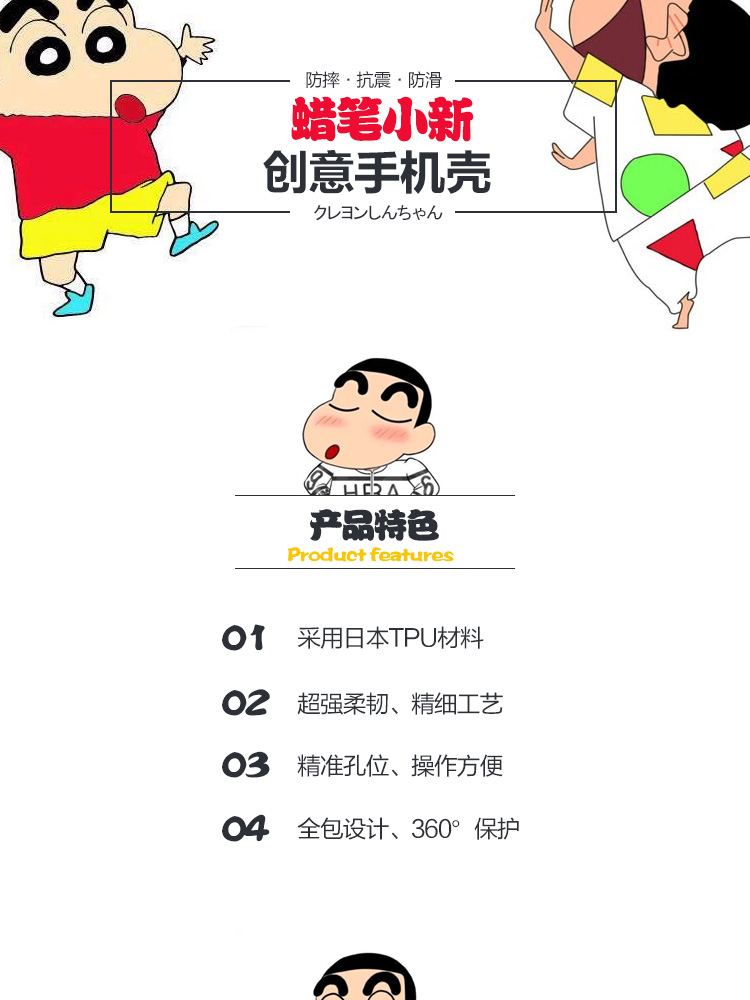 防摔·抗震·防滑
蜡笔小新
创意手机壳
クレヨンしんちゃん
产品特色
Product features
01 采用日本TPU材料
02 超强柔韧、精细工艺
03 精准孔位、操作方便
04 全包设计、360°保护